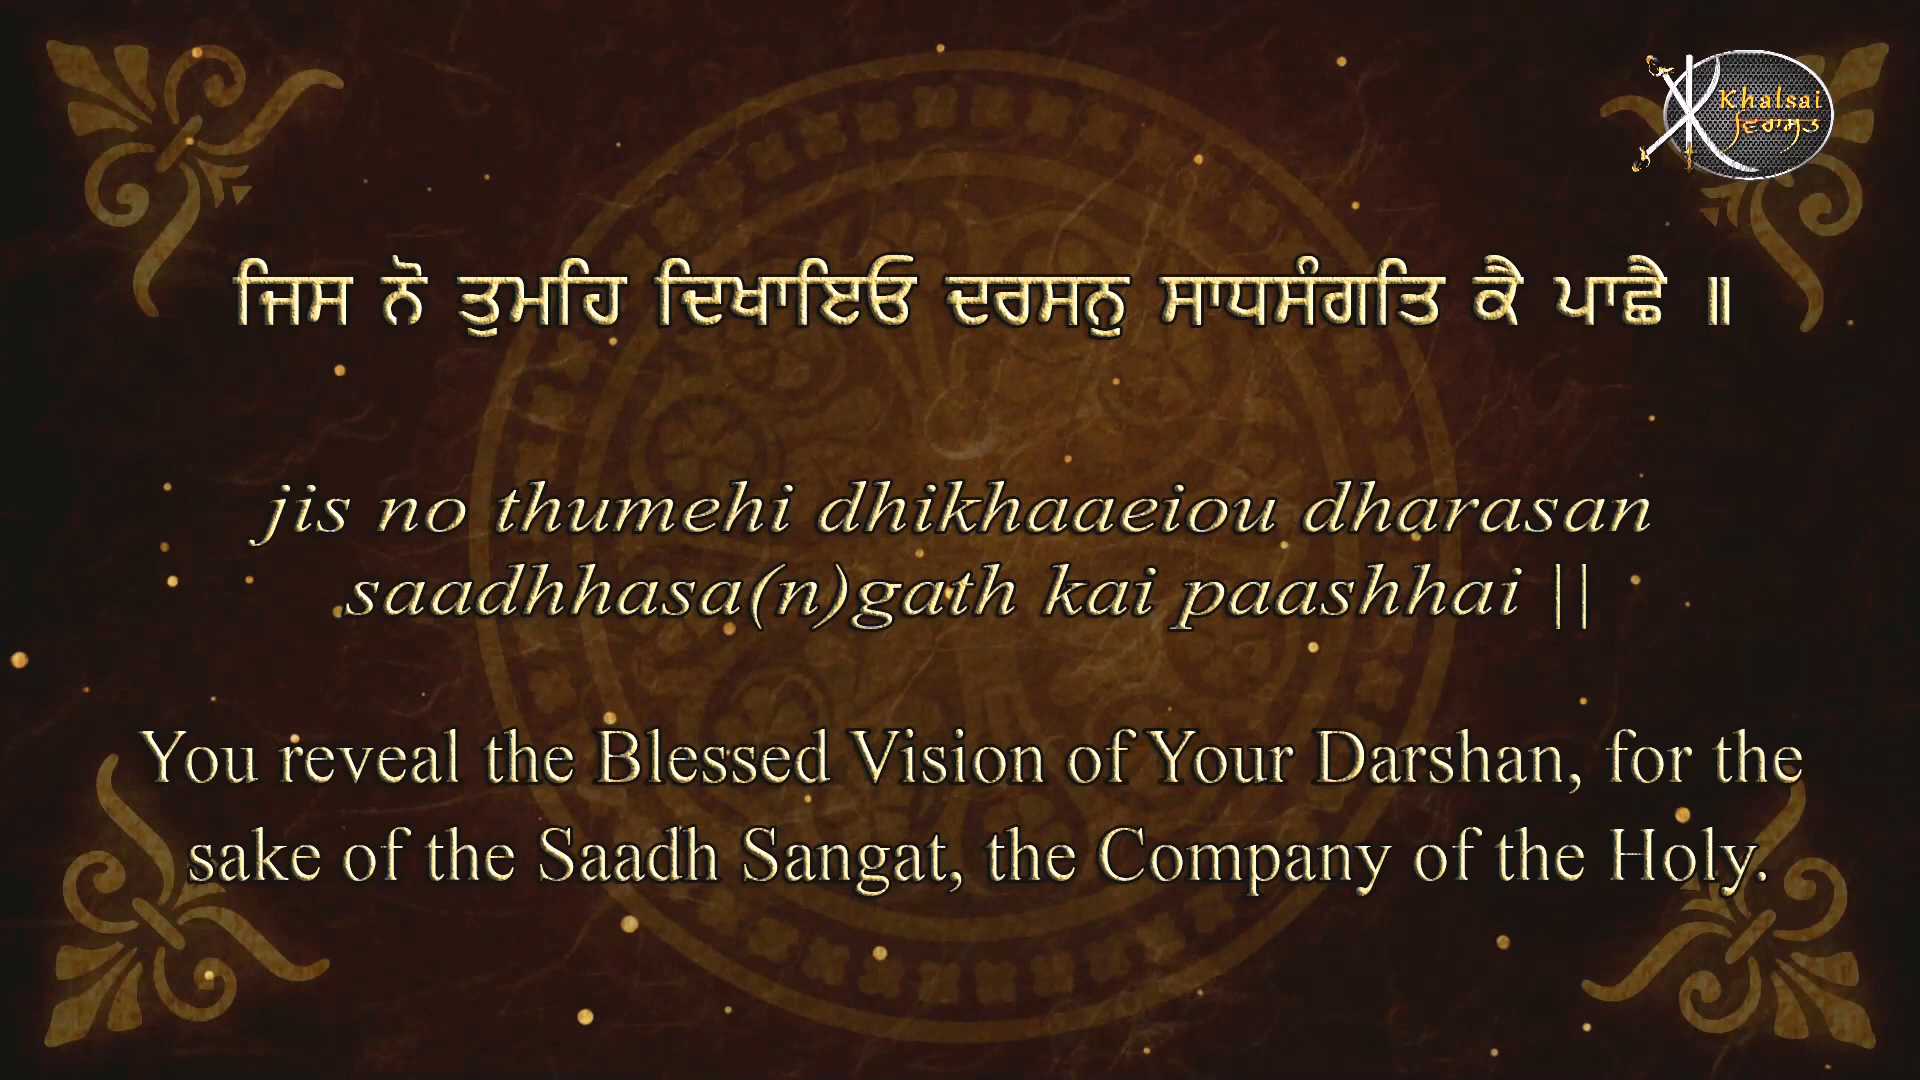 Khalsai
ਵਿਰਾਸਤ
ਜਿਸ ਨੋ ਤੁਮਹਿ ਦਿਖਾਇਓ ਦਰਸਨੁ ਸਾਧਸੰਗਤਿ ਕੈ ਪਾਛੈ ॥
jis no thumehi dhikhaaeiou dharasan
saadhhasa(n)gath kai paashhai ||
You reveal the Blessed Vision of Your Darshan, for the
sake of the Saadh Sangat, the Company of the Holy.